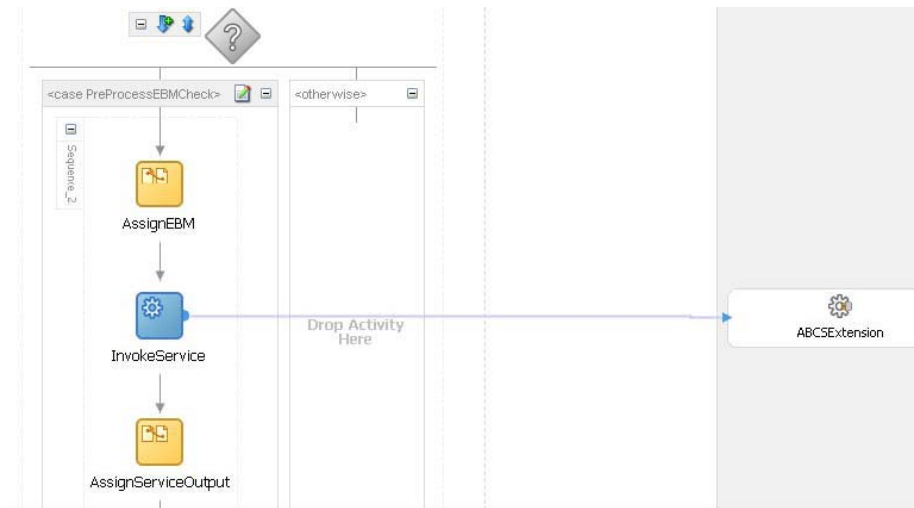 <case PreProcessEBMCheck>
<otherwise>
Sequence_2
AssignEBM
InvokeService
Drop Activity
Here
ABCSExtension
AssignServiceOutput